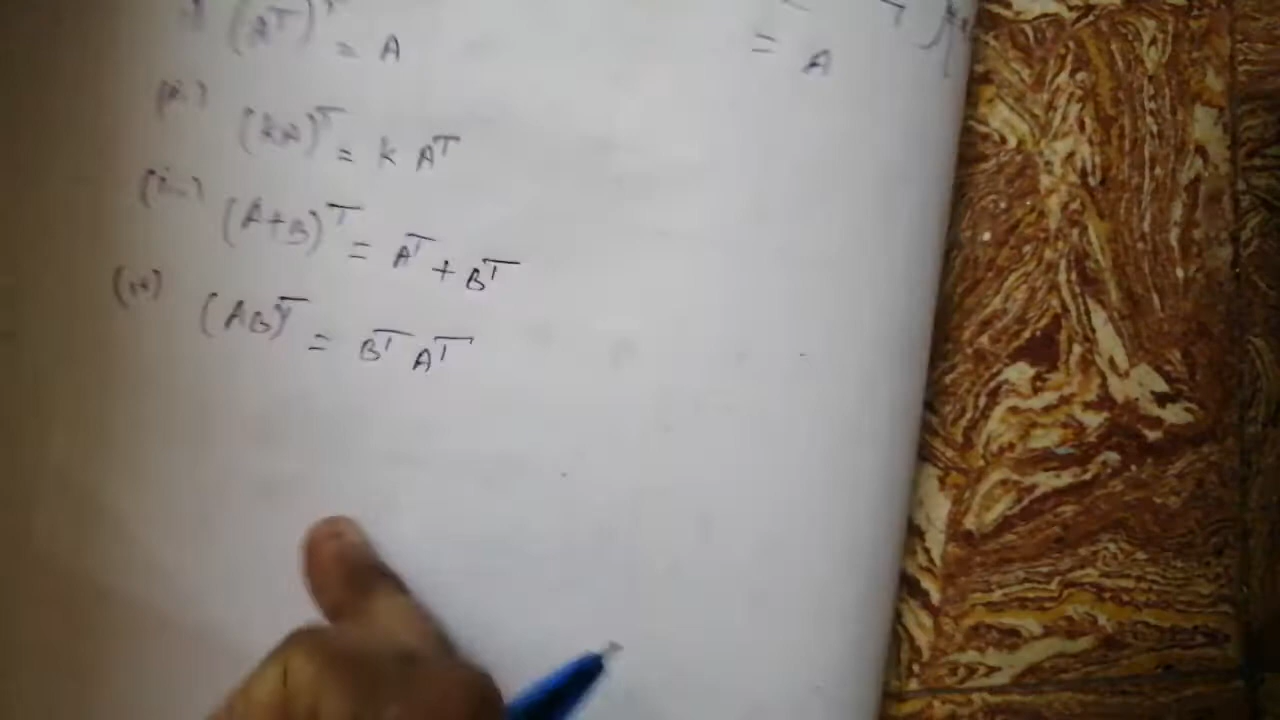 (Aᵀ)ᵀ = A
= A
(ii) (kA)ᵀ = k Aᵀ
(iii) (A+B)ᵀ = Aᵀ + Bᵀ
(iv) (AB)ᵀ = Bᵀ Aᵀ